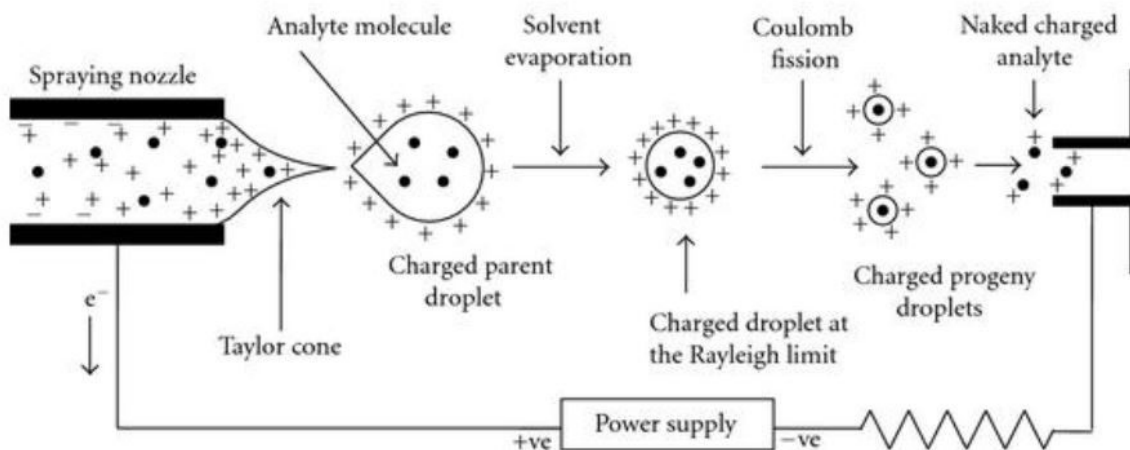 Analyte molecule
Solvent
evaporation
Coulomb
fission
Naked charged
analyte
Spraying nozzle
Charged parent
droplet
Charged progeny
droplets
e⁻
Taylor cone
Charged droplet at
the Rayleigh limit
+ve
Power supply
−ve